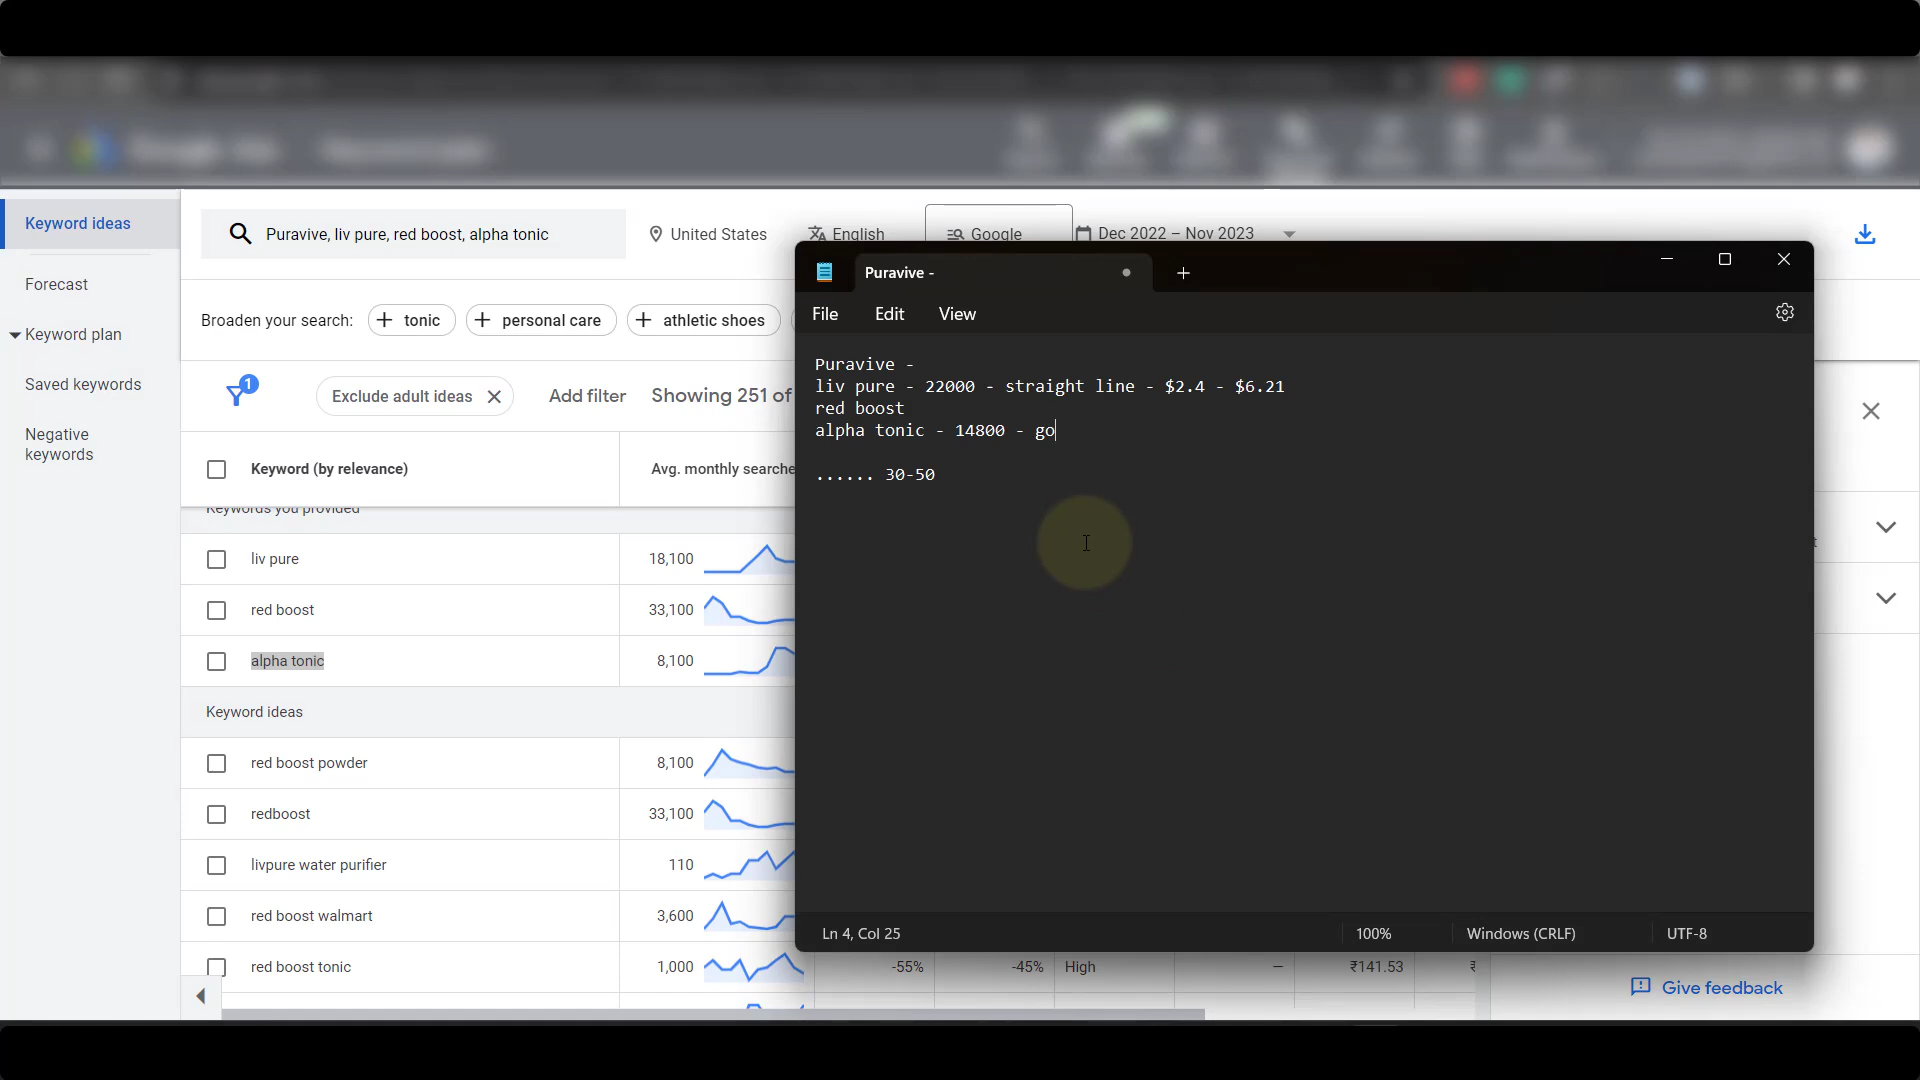 Keyword ideas
Forecast
Keyword plan
Saved keywords
Negative
keywords
Puravive, liv pure, red boost, alpha tonic
United States
English
Google
Dec 2022 – Nov 2023
Broaden your search:
tonic
personal care
athletic shoes
1
Exclude adult ideas
Add filter
Showing 251 of
Keyword (by relevance)
Avg. monthly searche
Keywords you provided
liv pure
18,100
red boost
33,100
alpha tonic
8,100
Keyword ideas
red boost powder
8,100
redboost
33,100
livpure water purifier
110
red boost walmart
3,600
red boost tonic
1,000
-55%
-45%
High
–
₹141.53
₹
Give feedback
Puravive -
File
Edit
View
Puravive -
liv pure - 22000 - straight line - $2.4 - $6.21
red boost
alpha tonic - 14800 - go
...... 30-50
Ln 4, Col 25
100%
Windows (CRLF)
UTF-8